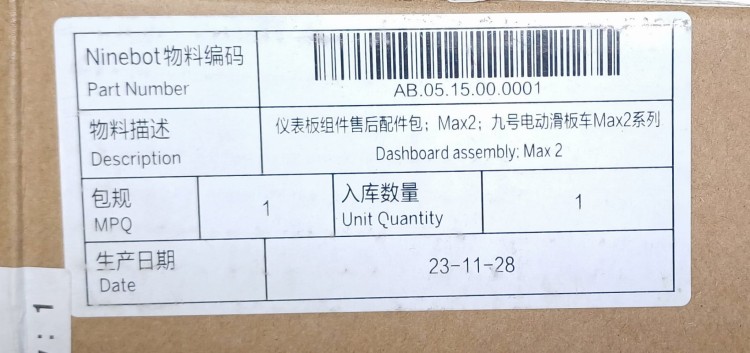 Ninebot物料编码
Part Number
AB.05.15.00.0001
物料描述
Description
仪表板组件售后配件包；Max2；九号电动滑板车Max2系列
Dashboard assembly: Max 2
包规
MPQ
1
入库数量
Unit Quantity
1
生产日期
Date
23-11-28
: 1